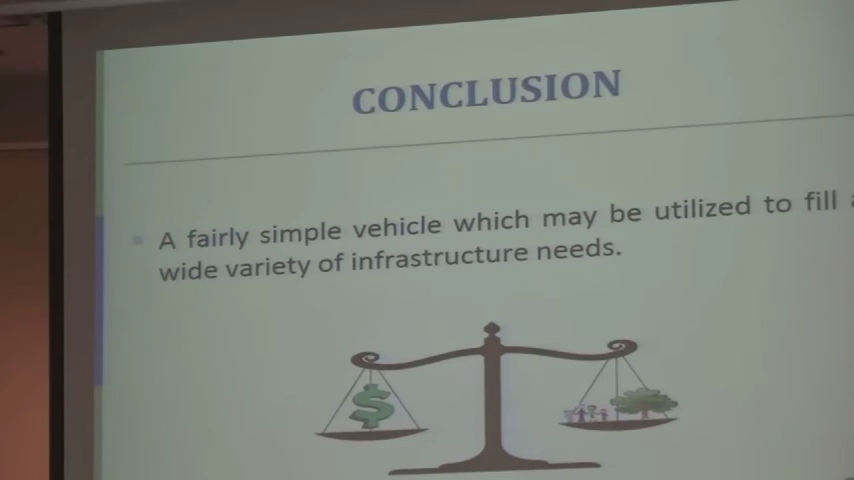 CONCLUSION
A fairly simple vehicle which may be utilized to fill a
wide variety of infrastructure needs.
$